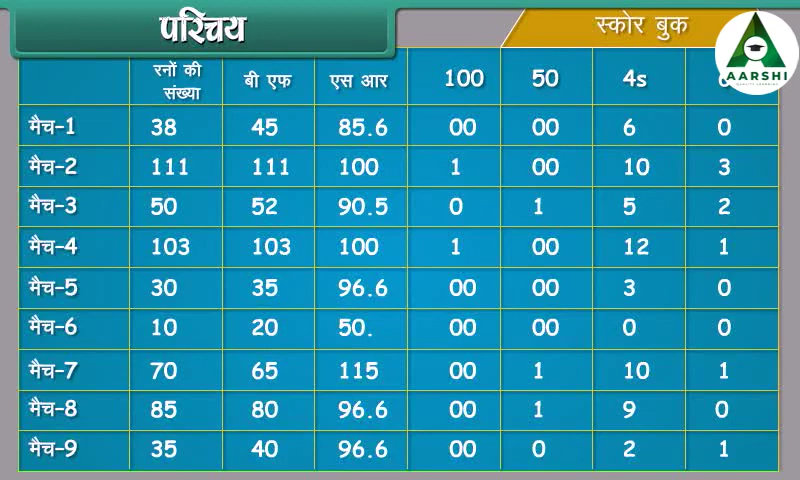 परिचय
स्कोर बुक
AARSHI
रनों की संख्या बी एफ एस आर 100 50 4s
मैच-1 38 45 85.6 00 00 6 0
मैच-2 111 111 100 1 00 10 3
मैच-3 50 52 90.5 0 1 5 2
मैच-4 103 103 100 1 00 12 1
मैच-5 30 35 96.6 00 00 3 0
मैच-6 10 20 50. 00 00 0 0
मैच-7 70 65 115 00 1 10 1
मैच-8 85 80 96.6 00 1 9 0
मैच-9 35 40 96.6 00 0 2 1